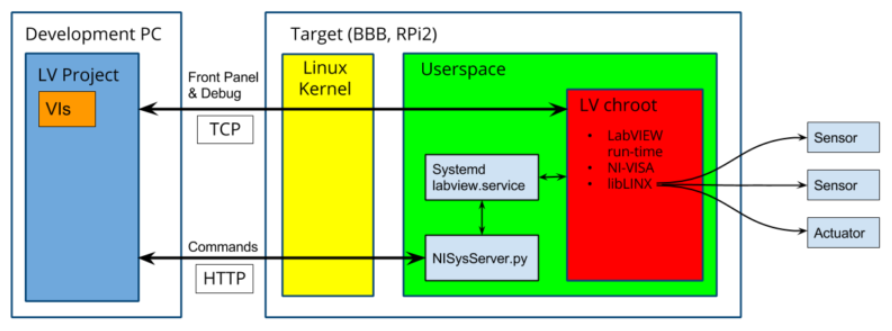 Development PC
LV Project
VIs
Front Panel
& Debug
TCP
Commands
HTTP
Target (BBB, RPi2)
Linux
Kernel
Userspace
Systemd
labview.service
NISysServer.py
LV chroot
• LabVIEW
run-time
• NI-VISA
• libLINX
Sensor
Sensor
Actuator